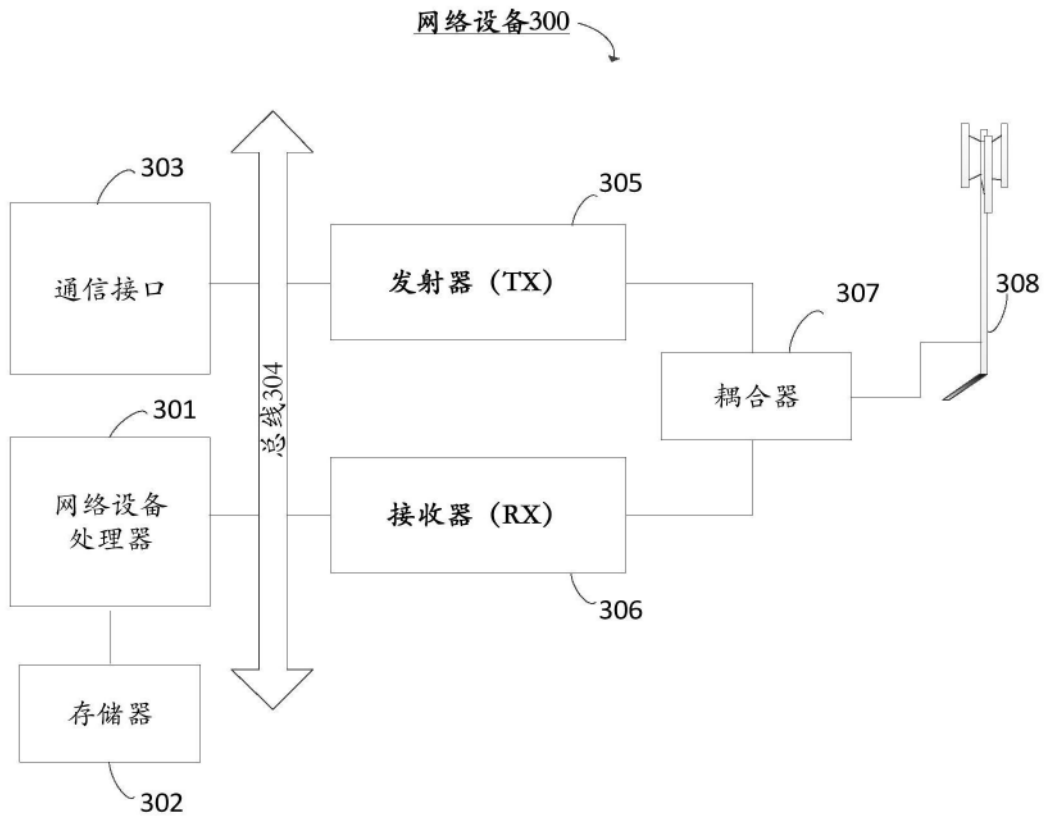 网络设备300
303
通信接口
305
发射器（TX）
307
耦合器
308
总线304
301
网络设备
处理器
接收器（RX）
306
存储器
302